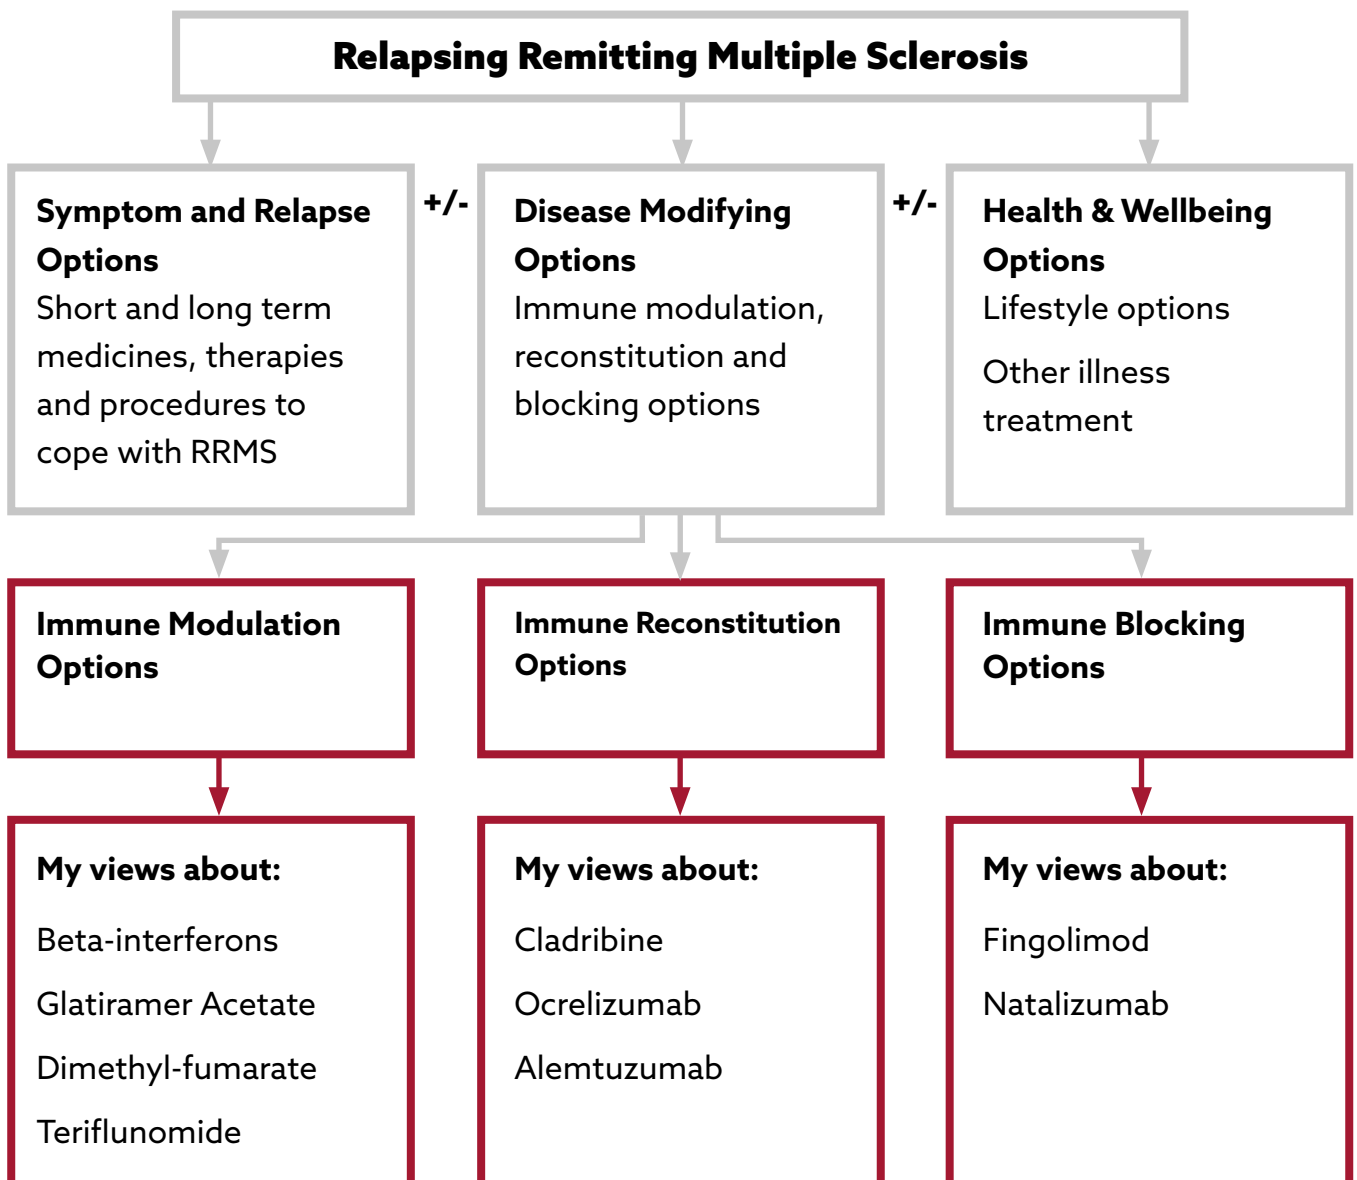 Relapsing Remitting Multiple Sclerosis
Symptom and Relapse
Options
Short and long term
medicines, therapies
and procedures to
cope with RRMS
+/-
Disease Modifying
Options
Immune modulation,
reconstitution and
blocking options
+/-
Health & Wellbeing
Options
Lifestyle options
Other illness
treatment
Immune Modulation
Options
Immune Reconstitution
Options
Immune Blocking
Options
My views about:
Beta-interferons
Glatiramer Acetate
Dimethyl-fumarate
Teriflunomide
My views about:
Cladribine
Ocrelizumab
Alemtuzumab
My views about:
Fingolimod
Natalizumab